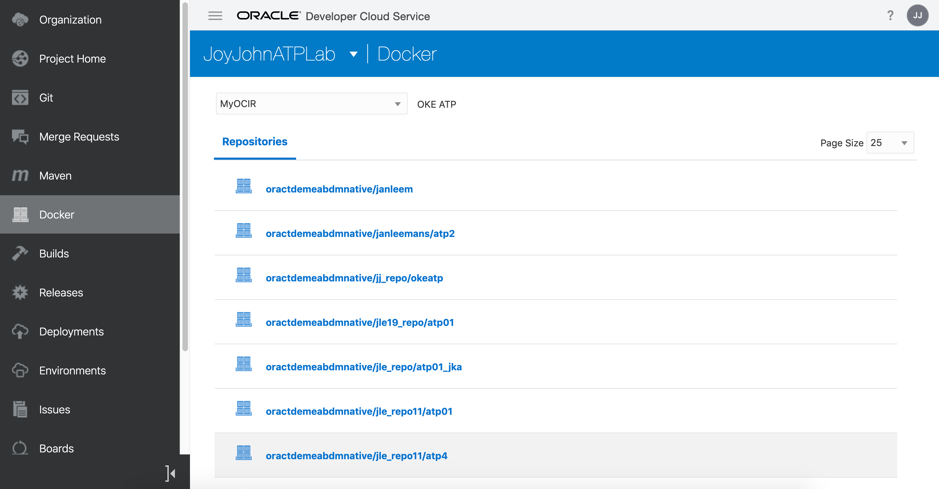 Organization
Project Home
Git
Merge Requests
Maven
Docker
Builds
Releases
Deployments
Environments
Issues
Boards
ORACLE® Developer Cloud Service
?
JJ
JoyJohnATPLab | Docker
MyOCIR
OKE ATP
Repositories
Page Size 25
oractdemeabdmnative/janleem
oractdemeabdmnative/janleemans/atp2
oractdemeabdmnative/jj_repo/okeatp
oractdemeabdmnative/jle19_repo/atp01
oractdemeabdmnative/jle_repo/atp01_jka
oractdemeabdmnative/jle_repo11/atp01
oractdemeabdmnative/jle_repo11/atp4